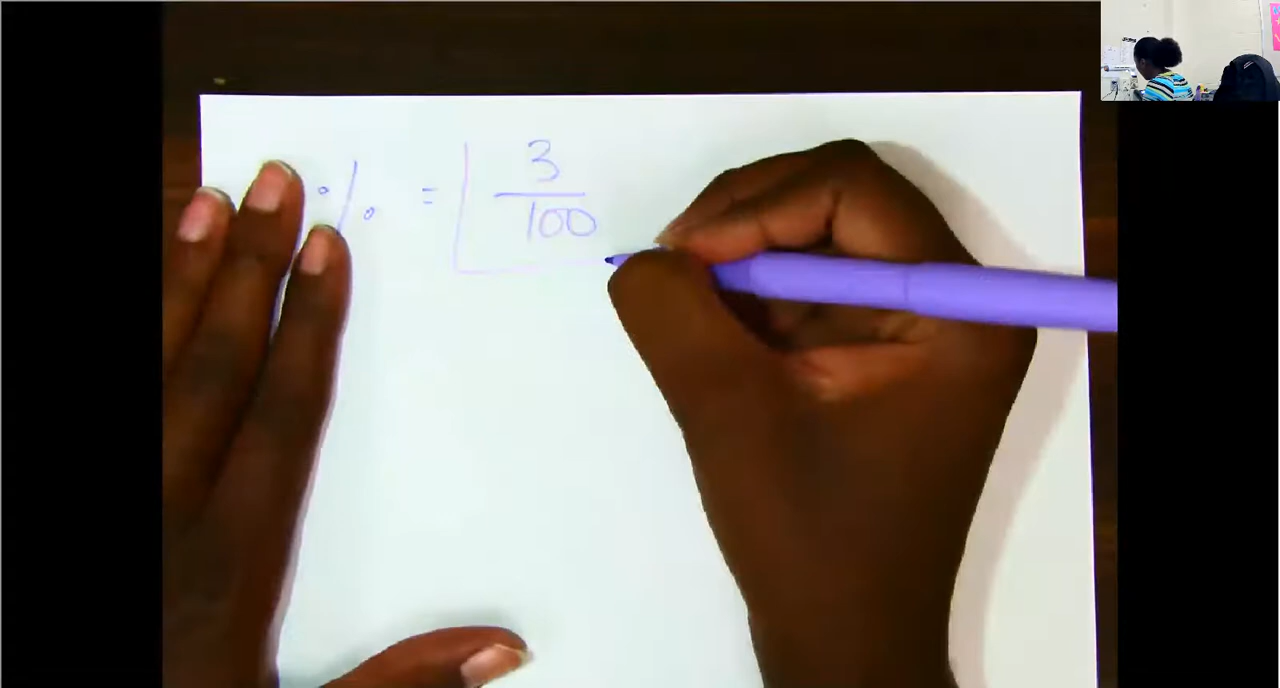 % = 3/100